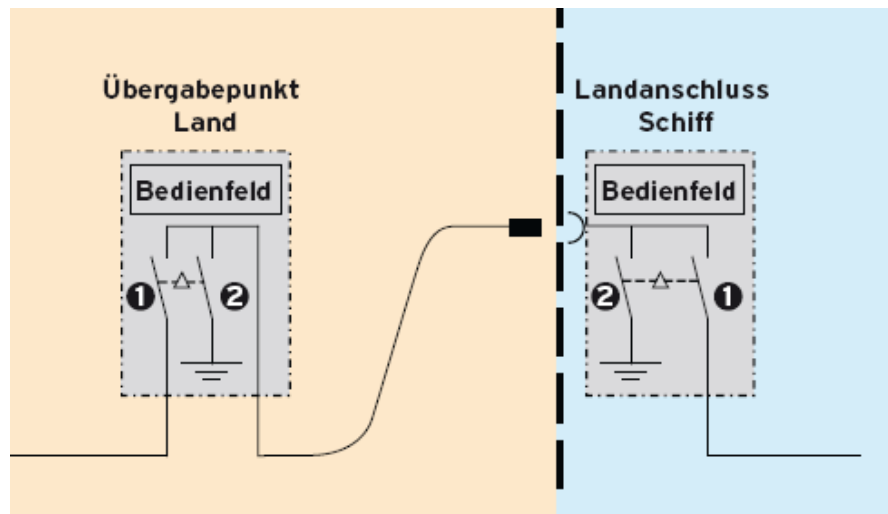 Übergabepunkt
Land
Bedienfeld
1 2
Landanschluss
Schiff
Bedienfeld
2 1